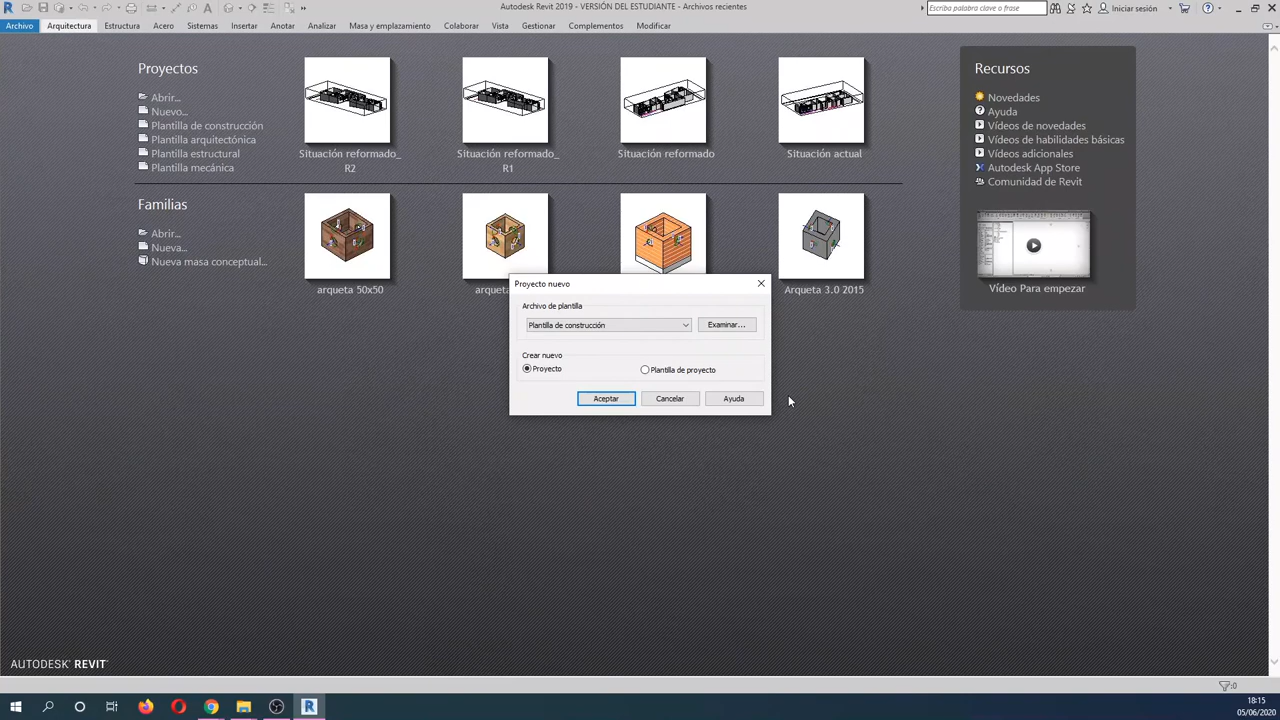 Autodesk Revit 2019 - VERSIÓN DEL ESTUDIANTE - Archivos recientes
Escriba palabra clave o frase
Iniciar sesión
Archivo Arquitectura Estructura Acero Sistemas Insertar Anotar Analizar Masa y emplazamiento Colaborar Vista Gestionar Complementos Modificar
Proyectos
Abrir...
Nuevo...
Plantilla de construcción
Plantilla arquitectónica
Plantilla estructural
Plantilla mecánica
Situación reformado_
R2
Situación reformado_
R1
Situación reformado
Situación actual
Familias
Abrir...
Nueva...
Nueva masa conceptual...
arqueta 50x50
arqueta
Arqueta 3.0 2015
Recursos
Novedades
Ayuda
Vídeos de novedades
Vídeos de habilidades básicas
Vídeos adicionales
Autodesk App Store
Comunidad de Revit
Vídeo Para empezar
Proyecto nuevo
Archivo de plantilla
Plantilla de construcción
Examinar...
Crear nuevo
Proyecto
Plantilla de proyecto
Aceptar
Cancelar
Ayuda
AUTODESK® REVIT®
:0
18:15
05/06/2020